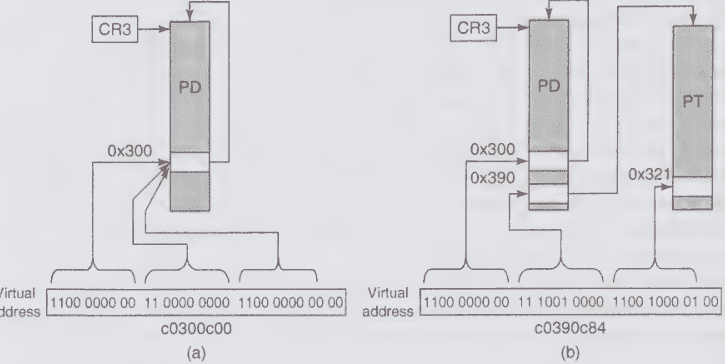 CR3
PD
0x300
Virtual
address
1100 0000 00
11 0000 0000
1100 0000 00 00
c0300c00
(a)
CR3
PD
PT
0x300
0x390
0x321
Virtual
address
1100 0000 00
11 1001 0000
1100 1000 01 00
c0390c84
(b)